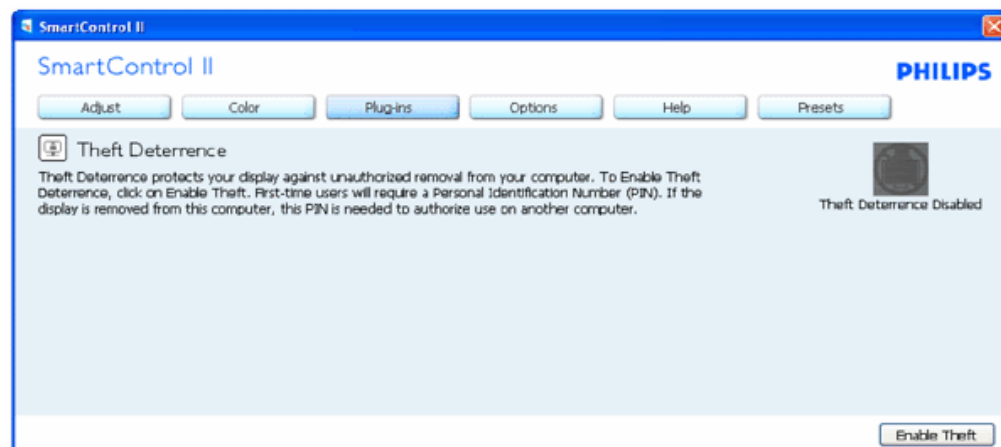 SmartControl II
SmartControl II
PHILIPS
Adjust Color Plug-ins Options Help Presets
Theft Deterrence
Theft Deterrence protects your display against unauthorized removal from your computer. To Enable Theft
Deterrence, click on Enable Theft. First-time users will require a Personal Identification Number (PIN). If the
display is removed from this computer, this PIN is needed to authorize use on another computer.
Theft Deterrence Disabled
Enable Theft